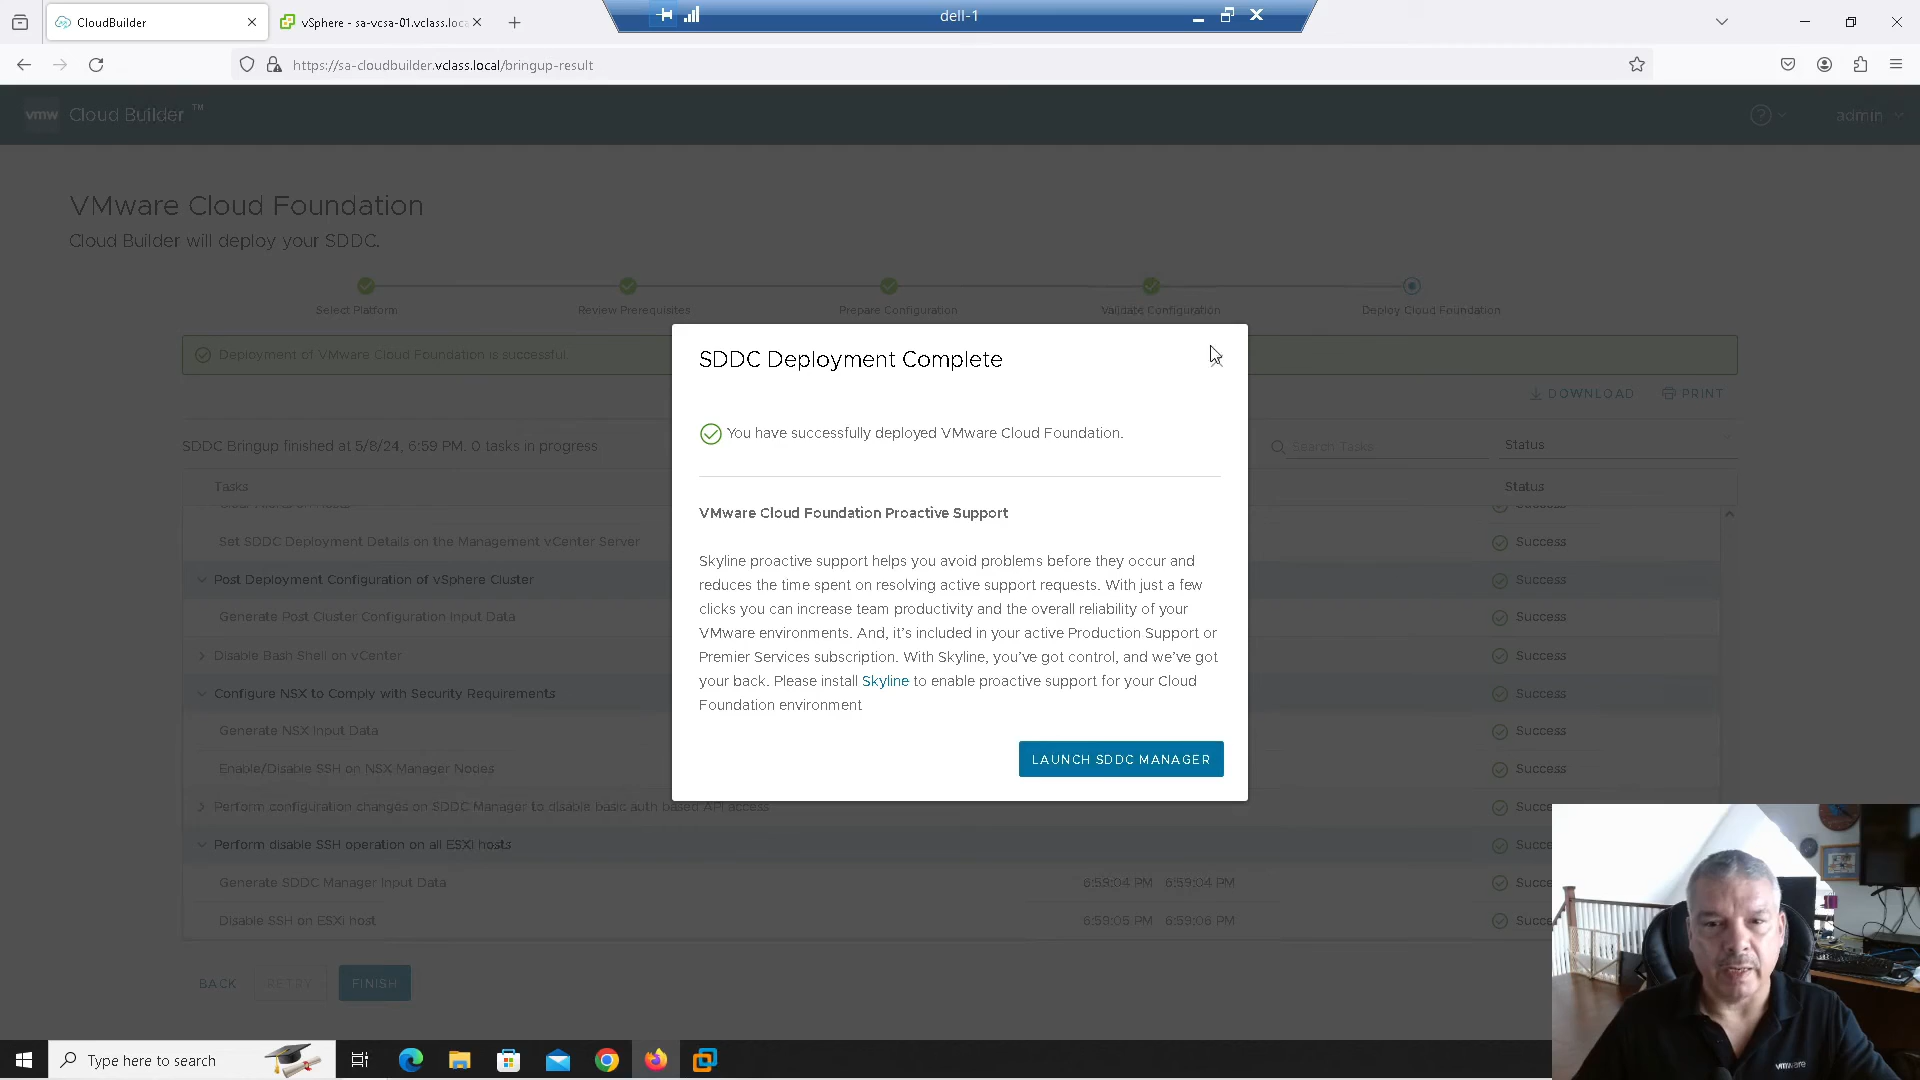 CloudBuilder
vSphere - sa-vcsa-01.vclass.loca
dell-1
https://sa-cloudbuilder.vclass.local/bringup-result
vmw Cloud Builder ™
admin
VMware Cloud Foundation
Cloud Builder will deploy your SDDC.
Select Platform
Review Prerequisites
Prepare Configuration
Validate Configuration
Deploy Cloud Foundation
Deployment of VMware Cloud Foundation is successful.
DOWNLOAD
PRINT
SDDC Bringup finished at 5/8/24, 6:59 PM. 0 tasks in progress
Search Tasks
Status
Tasks
Status
Success
Set SDDC Deployment Details on the Management vCenter Server
Success
Post Deployment Configuration of vSphere Cluster
Success
Generate Post Cluster Configuration Input Data
Success
Disable Bash Shell on vCenter
Success
Configure NSX to Comply with Security Requirements
Success
Generate NSX Input Data
Success
Enable/Disable SSH on NSX Manager Nodes
Success
Perform configuration changes on SDDC Manager to disable basic auth based API access
Succe
Perform disable SSH operation on all ESXi hosts
Succe
Generate SDDC Manager Input Data
6:59:04 PM 6:59:04 PM
Succe
Disable SSH on ESXi host
6:59:05 PM 6:59:06 PM
Succe
BACK
RETRY
FINISH
SDDC Deployment Complete
You have successfully deployed VMware Cloud Foundation.
VMware Cloud Foundation Proactive Support
Skyline proactive support helps you avoid problems before they occur and
reduces the time spent on resolving active support requests. With just a few
clicks you can increase team productivity and the overall reliability of your
VMware environments. And, it's included in your active Production Support or
Premier Services subscription. With Skyline, you've got control, and we've got
your back. Please install Skyline to enable proactive support for your Cloud
Foundation environment
LAUNCH SDDC MANAGER
Type here to search
vmware